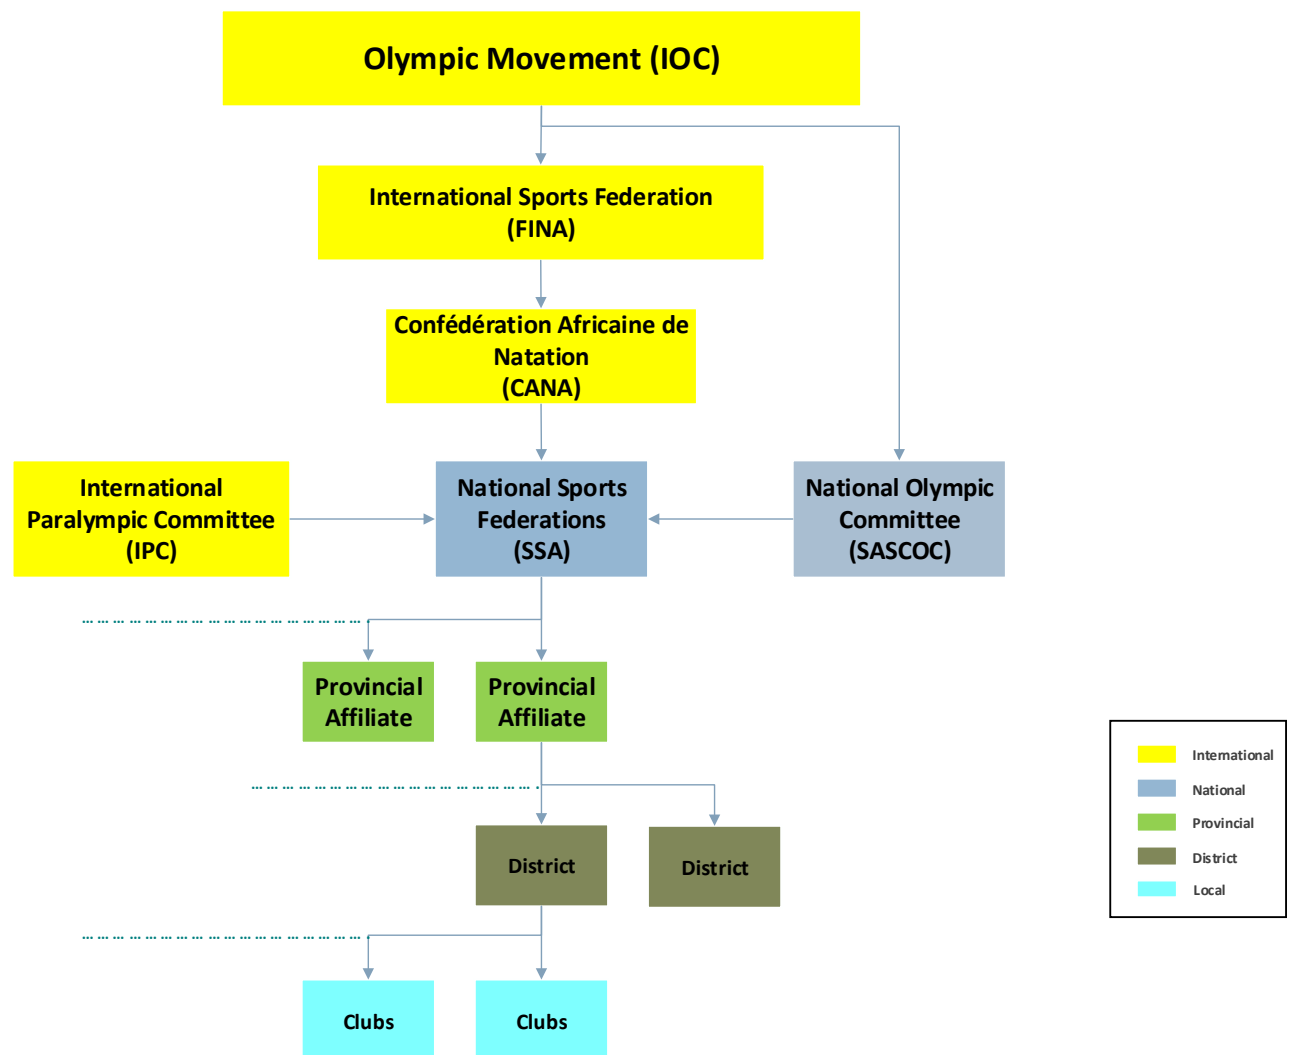 Olympic Movement (IOC)
International Sports Federation
(FINA)
Confédération Africaine de
Natation
(CANA)
International
Paralympic Committee
(IPC)
National Sports
Federations
(SSA)
National Olympic
Committee
(SASCOC)
Provincial
Affiliate
Provincial
Affiliate
District
District
Clubs
Clubs
International
National
Provincial
District
Local